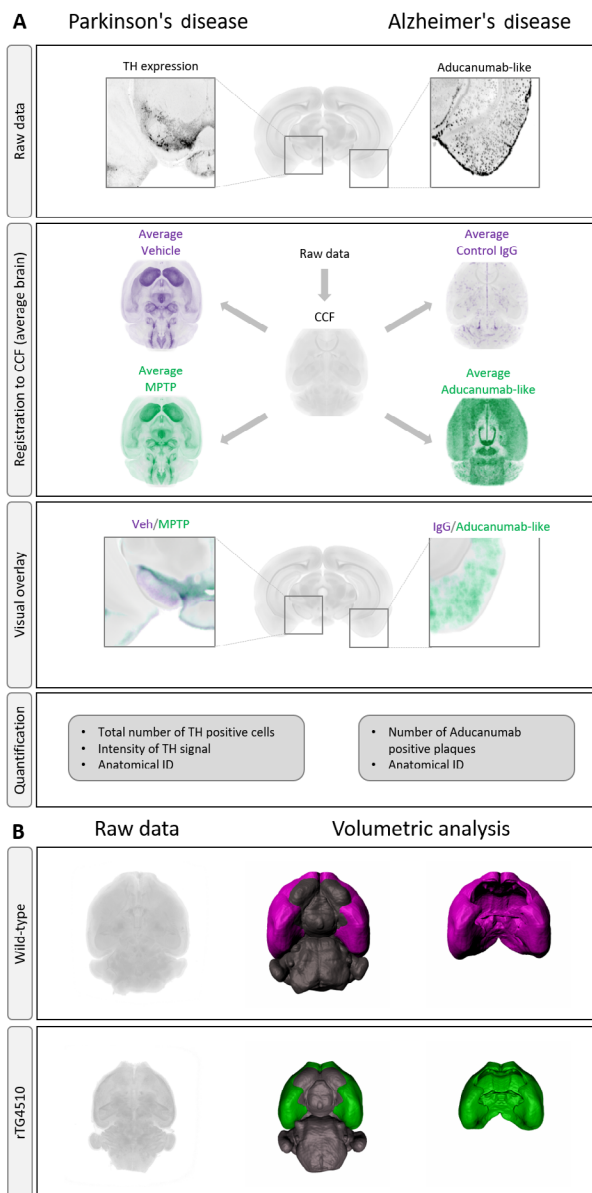 A
Parkinson's disease
Alzheimer's disease
Raw data
TH expression
Aducanumab-like
Registration to CCF (average brain)
Average
Vehicle
Raw data
Average
Control IgG
CCF
Average
MPTP
Average
Aducanumab-like
Visual overlay
Veh/MPTP
IgG/Aducanumab-like
Quantification
• Total number of TH positive cells
• Intensity of TH signal
• Anatomical ID
• Number of Aducanumab
positive plaques
• Anatomical ID
B
Raw data
Volumetric analysis
Wild-type
rTG4510